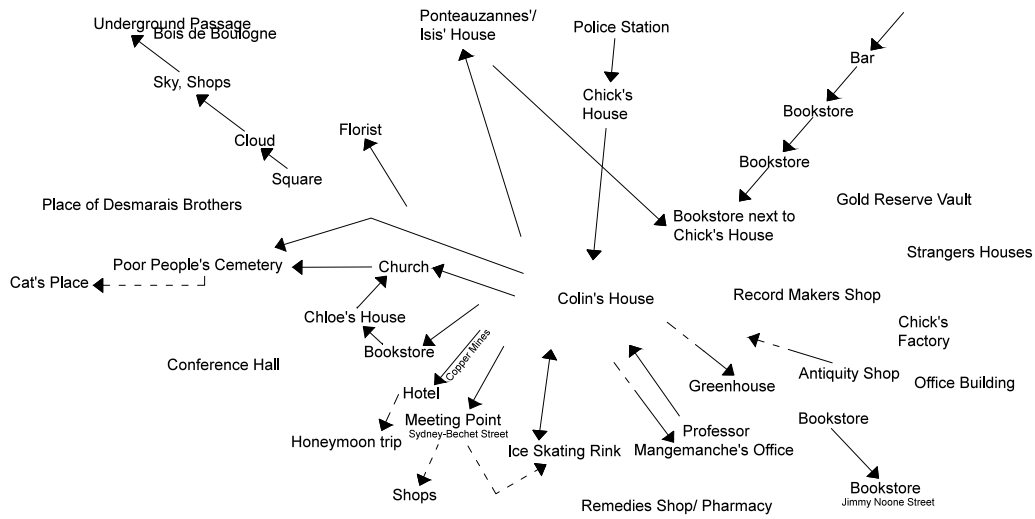 Underground Passage
Bois de Boulogne
Ponteauzannes'/
Isis' House
Police Station
Bar
Sky, Shops
Chick's
House
Bookstore
Florist
Cloud
Bookstore
Square
Place of Desmarais Brothers
Bookstore next to
Chick's House
Gold Reserve Vault
Strangers Houses
Poor People's Cemetery
Church
Cat's Place
Colin's House
Record Makers Shop
Chloe's House
Chick's
Factory
Bookstore
Copper Mines
Conference Hall
Antiquity Shop
Office Building
Greenhouse
Hotel
Meeting Point
Sydney-Bechet Street
Bookstore
Honeymoon trip
Ice Skating Rink
Professor
Mangemanche's Office
Shops
Bookstore
Jimmy Noone Street
Remedies Shop/ Pharmacy